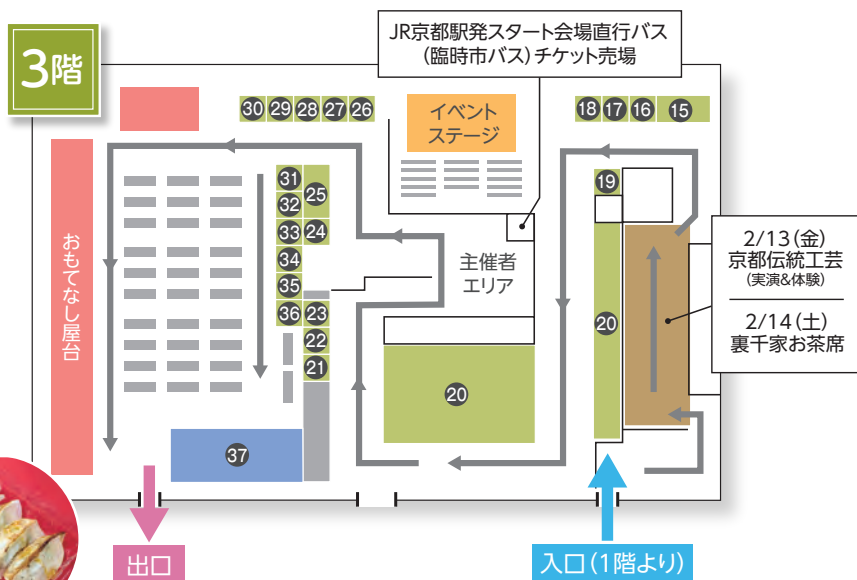 3階
JR京都駅発スタート会場直行バス
(臨時市バス)チケット売場
30 29 28 27 26
イベント
ステージ
18 17 16 15
31
32
25
33
24
34
35
36
23
22
21
19
主催者
エリア
20
20
おもてなし屋台
37
2/13(金)
京都伝統工芸
(実演&体験)
2/14(土)
裏千家お茶席
出口
入口(1階より)